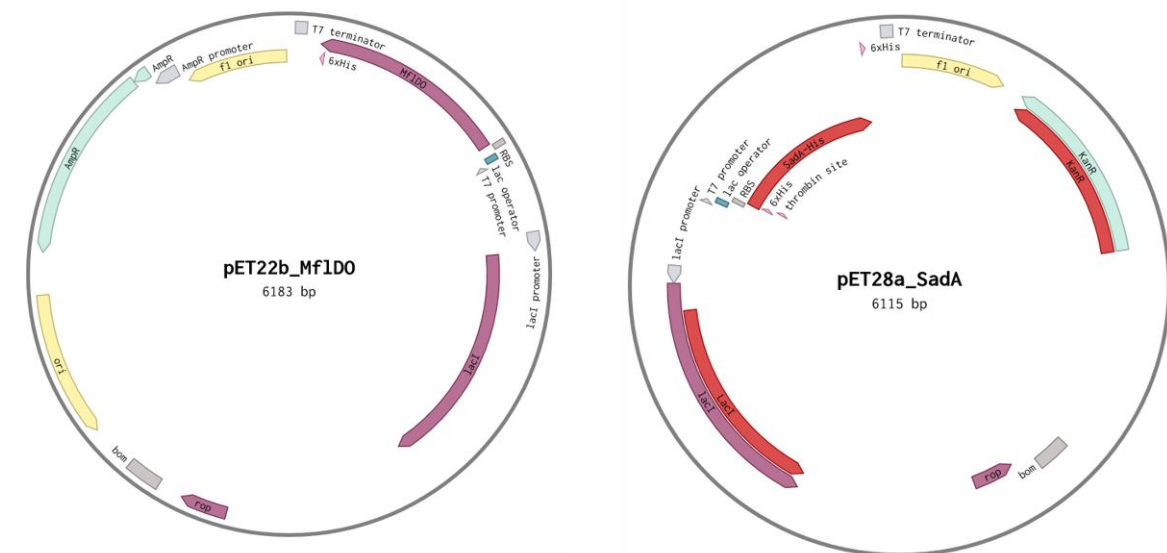 T7 terminator
6xHis
MflDO
RBS
lac operator
T7 promoter
lacI promoter
lacI
rop
bom
ori
AmpR
AmpR
AmpR promoter
f1 ori
pET22b_MflDO
6183 bp
T7 terminator
6xHis
f1 ori
KanR
KanR
bom
rop
lacI
LacI
lacI promoter
T7 promoter
lac operator
RBS
SadA-His
6xHis
thrombin site
pET28a_SadA
6115 bp